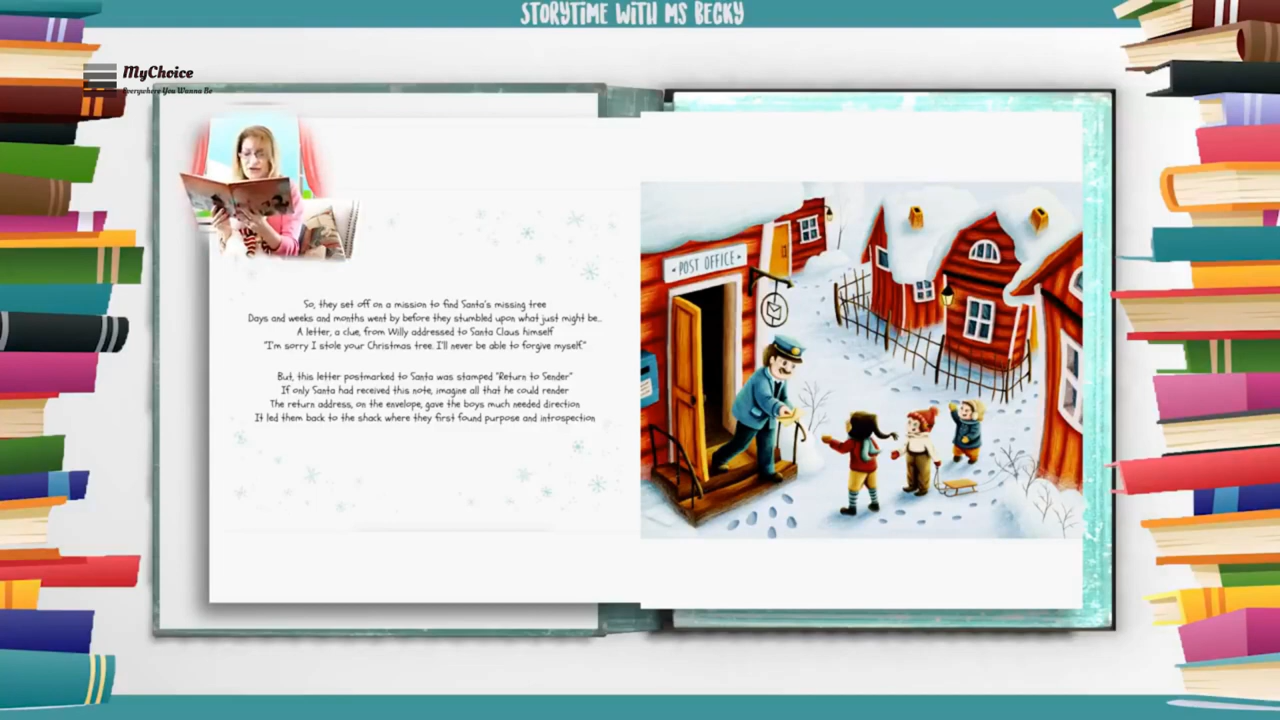 STORYTIME WITH MS BECKY
MyChoice
Everywhere You Wanna Be
POST OFFICE
So, they set off on a mission to find Santa's missing tree
Days and weeks and months went by before they stumbled upon what just might be...
A letter, a clue, from Willy addressed to Santa Claus himself
"I'm sorry I stole your Christmas tree. I'll never be able to forgive myself."
But, this letter postmarked to Santa was stamped "Return to Sender"
If only Santa had received this note, imagine all that he could render
The return address, on the envelope, gave the boys much needed direction
It led them back to the shack where they first found purpose and introspection